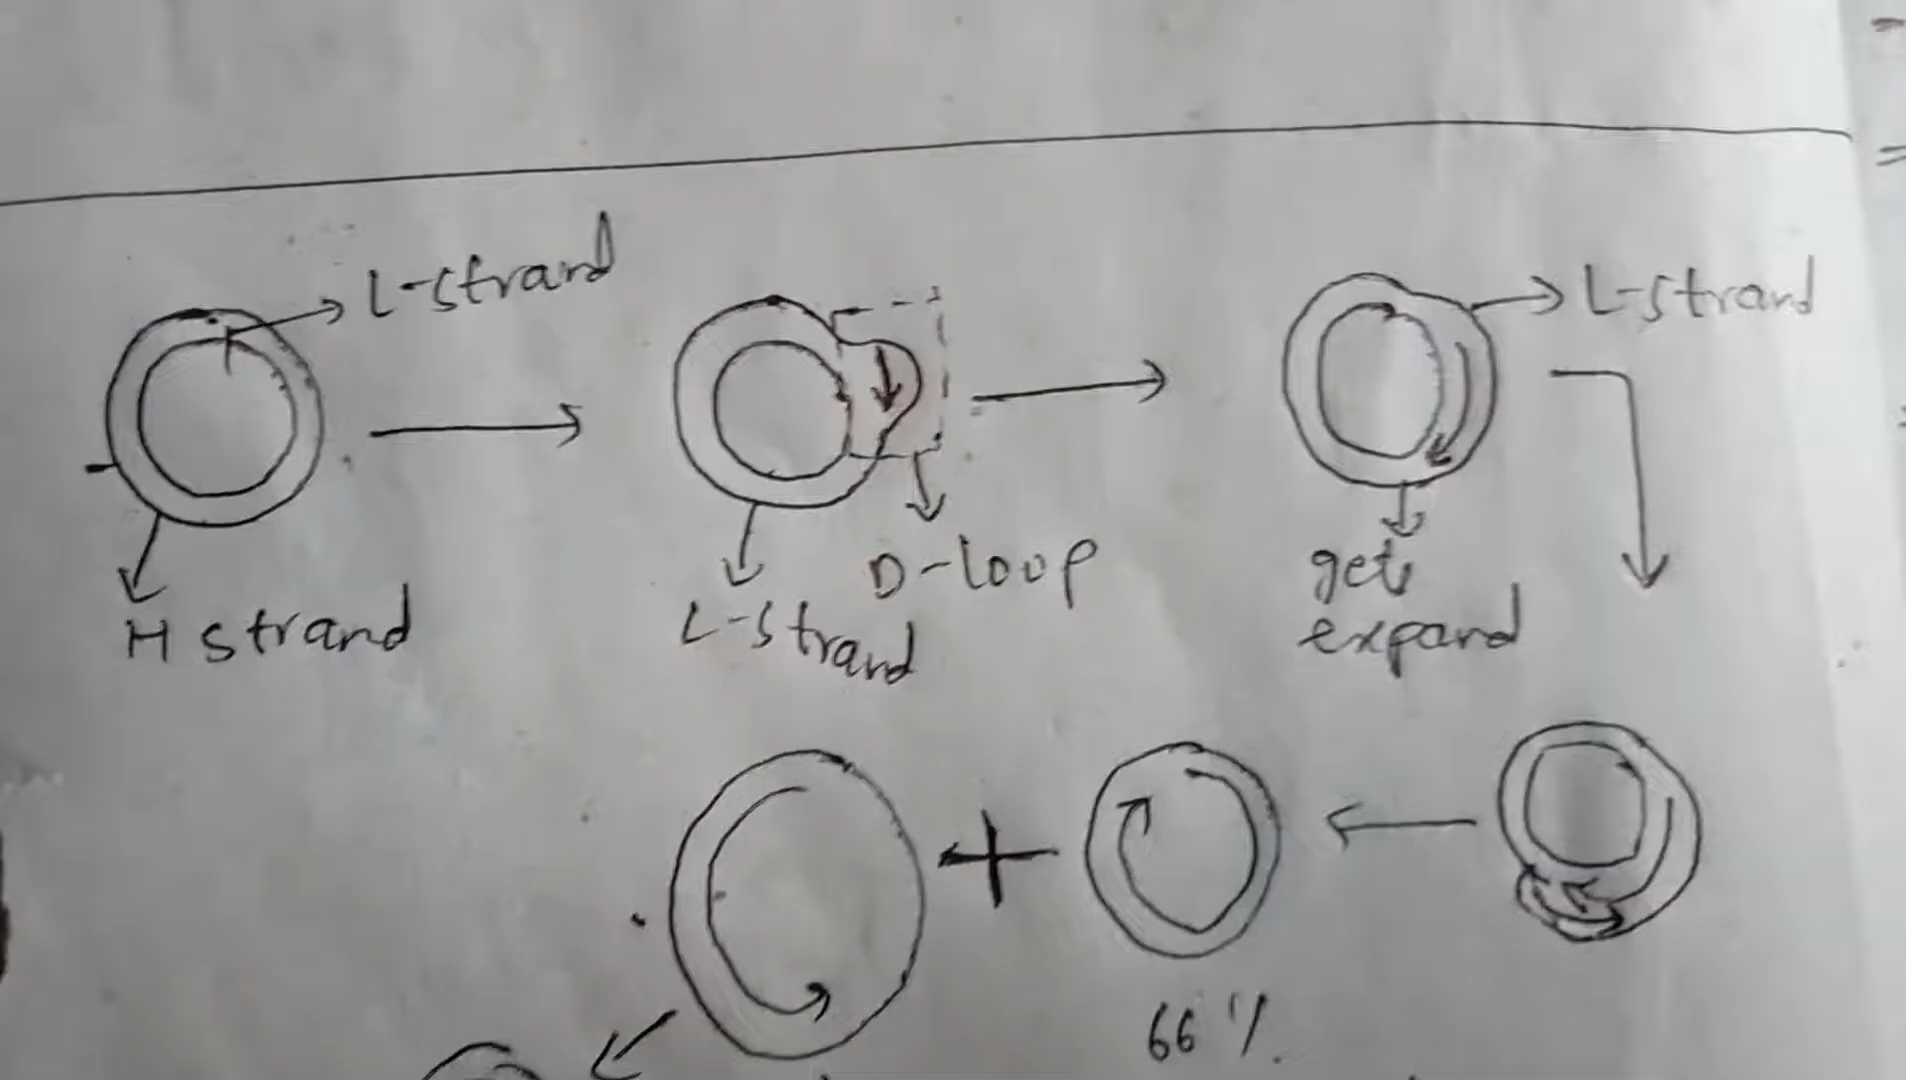 L-strand
H strand
D-loop
L-strand
L-strand
get
expand
66 %.